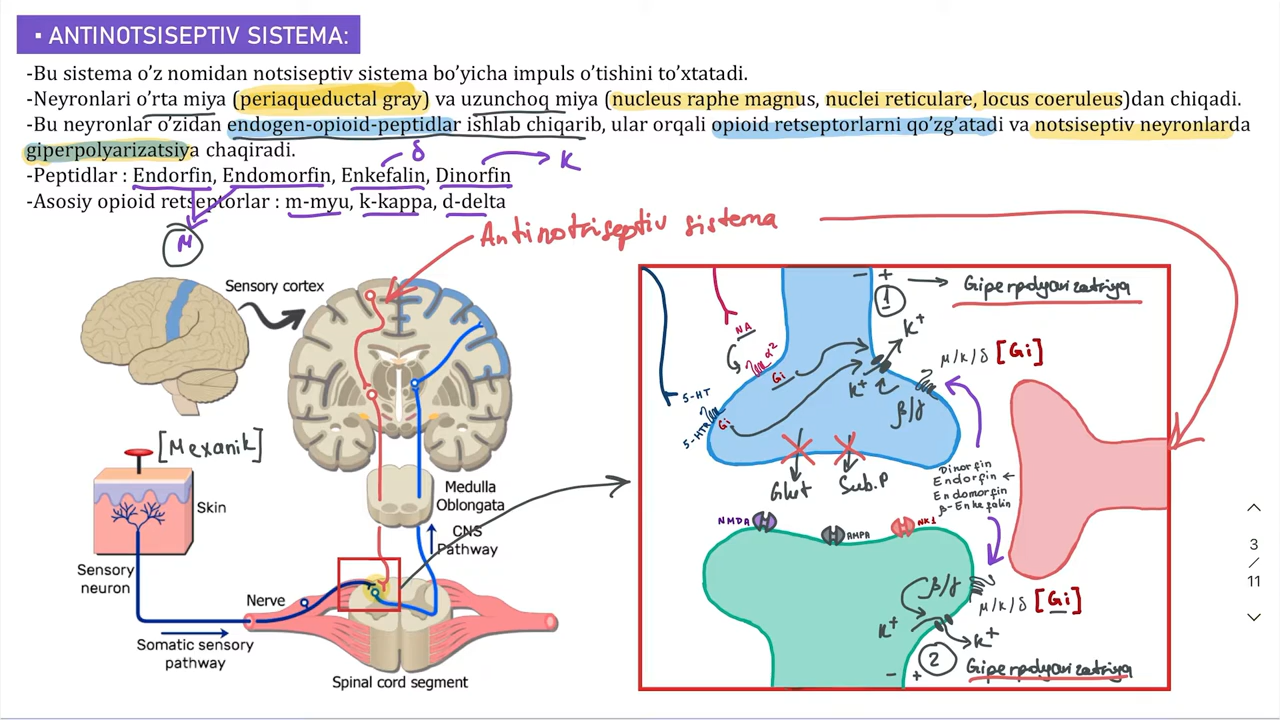 ▪ ANTINOTSISEPTIV SISTEMA:
-Bu sistema o’z nomidan notsiseptiv sistema bo’yicha impuls o’tishini to’xtatadi.
-Neyronlari o’rta miya (periaqueductal gray) va uzunchoq miya (nucleus raphe magnus, nuclei reticulare, locus coeruleus)dan chiqadi.
-Bu neyronlar o’zidan endogen-opioid-peptidlar ishlab chiqarib, ular orqali opioid retseptorlarni qo’zg’atadi va notsiseptiv neyronlarda
giperpolyarizatsiya chaqiradi.
δ
K
-Peptidlar : Endorfin, Endomorfin, Enkefalin, Dinorfin
-Asosiy opioid retseptorlar : m-myu, k-kappa, d-delta
M
Antinotsiseptiv sistema
Sensory cortex
[Mexanik]
Skin
Sensory
neuron
Medulla
Oblongata
CNS
Pathway
Nerve
Somatic sensory
pathway
Spinal cord segment
− +
1
Giperpolyarizatsiya
K+
NA
α2
Gi
μ/K/δ [Gi]
K+
β/γ
5-HT
5-HTR
Gi
Glut
Sub.P
Dinorfin
Endorfin ←
Endomorfin
β-Enkefalin
NMDA
AMPA
NK1
β/γ
μ/K/δ [Gi]
K+
K+
2
− +
Giperpolyarizatsiya
3
/
11